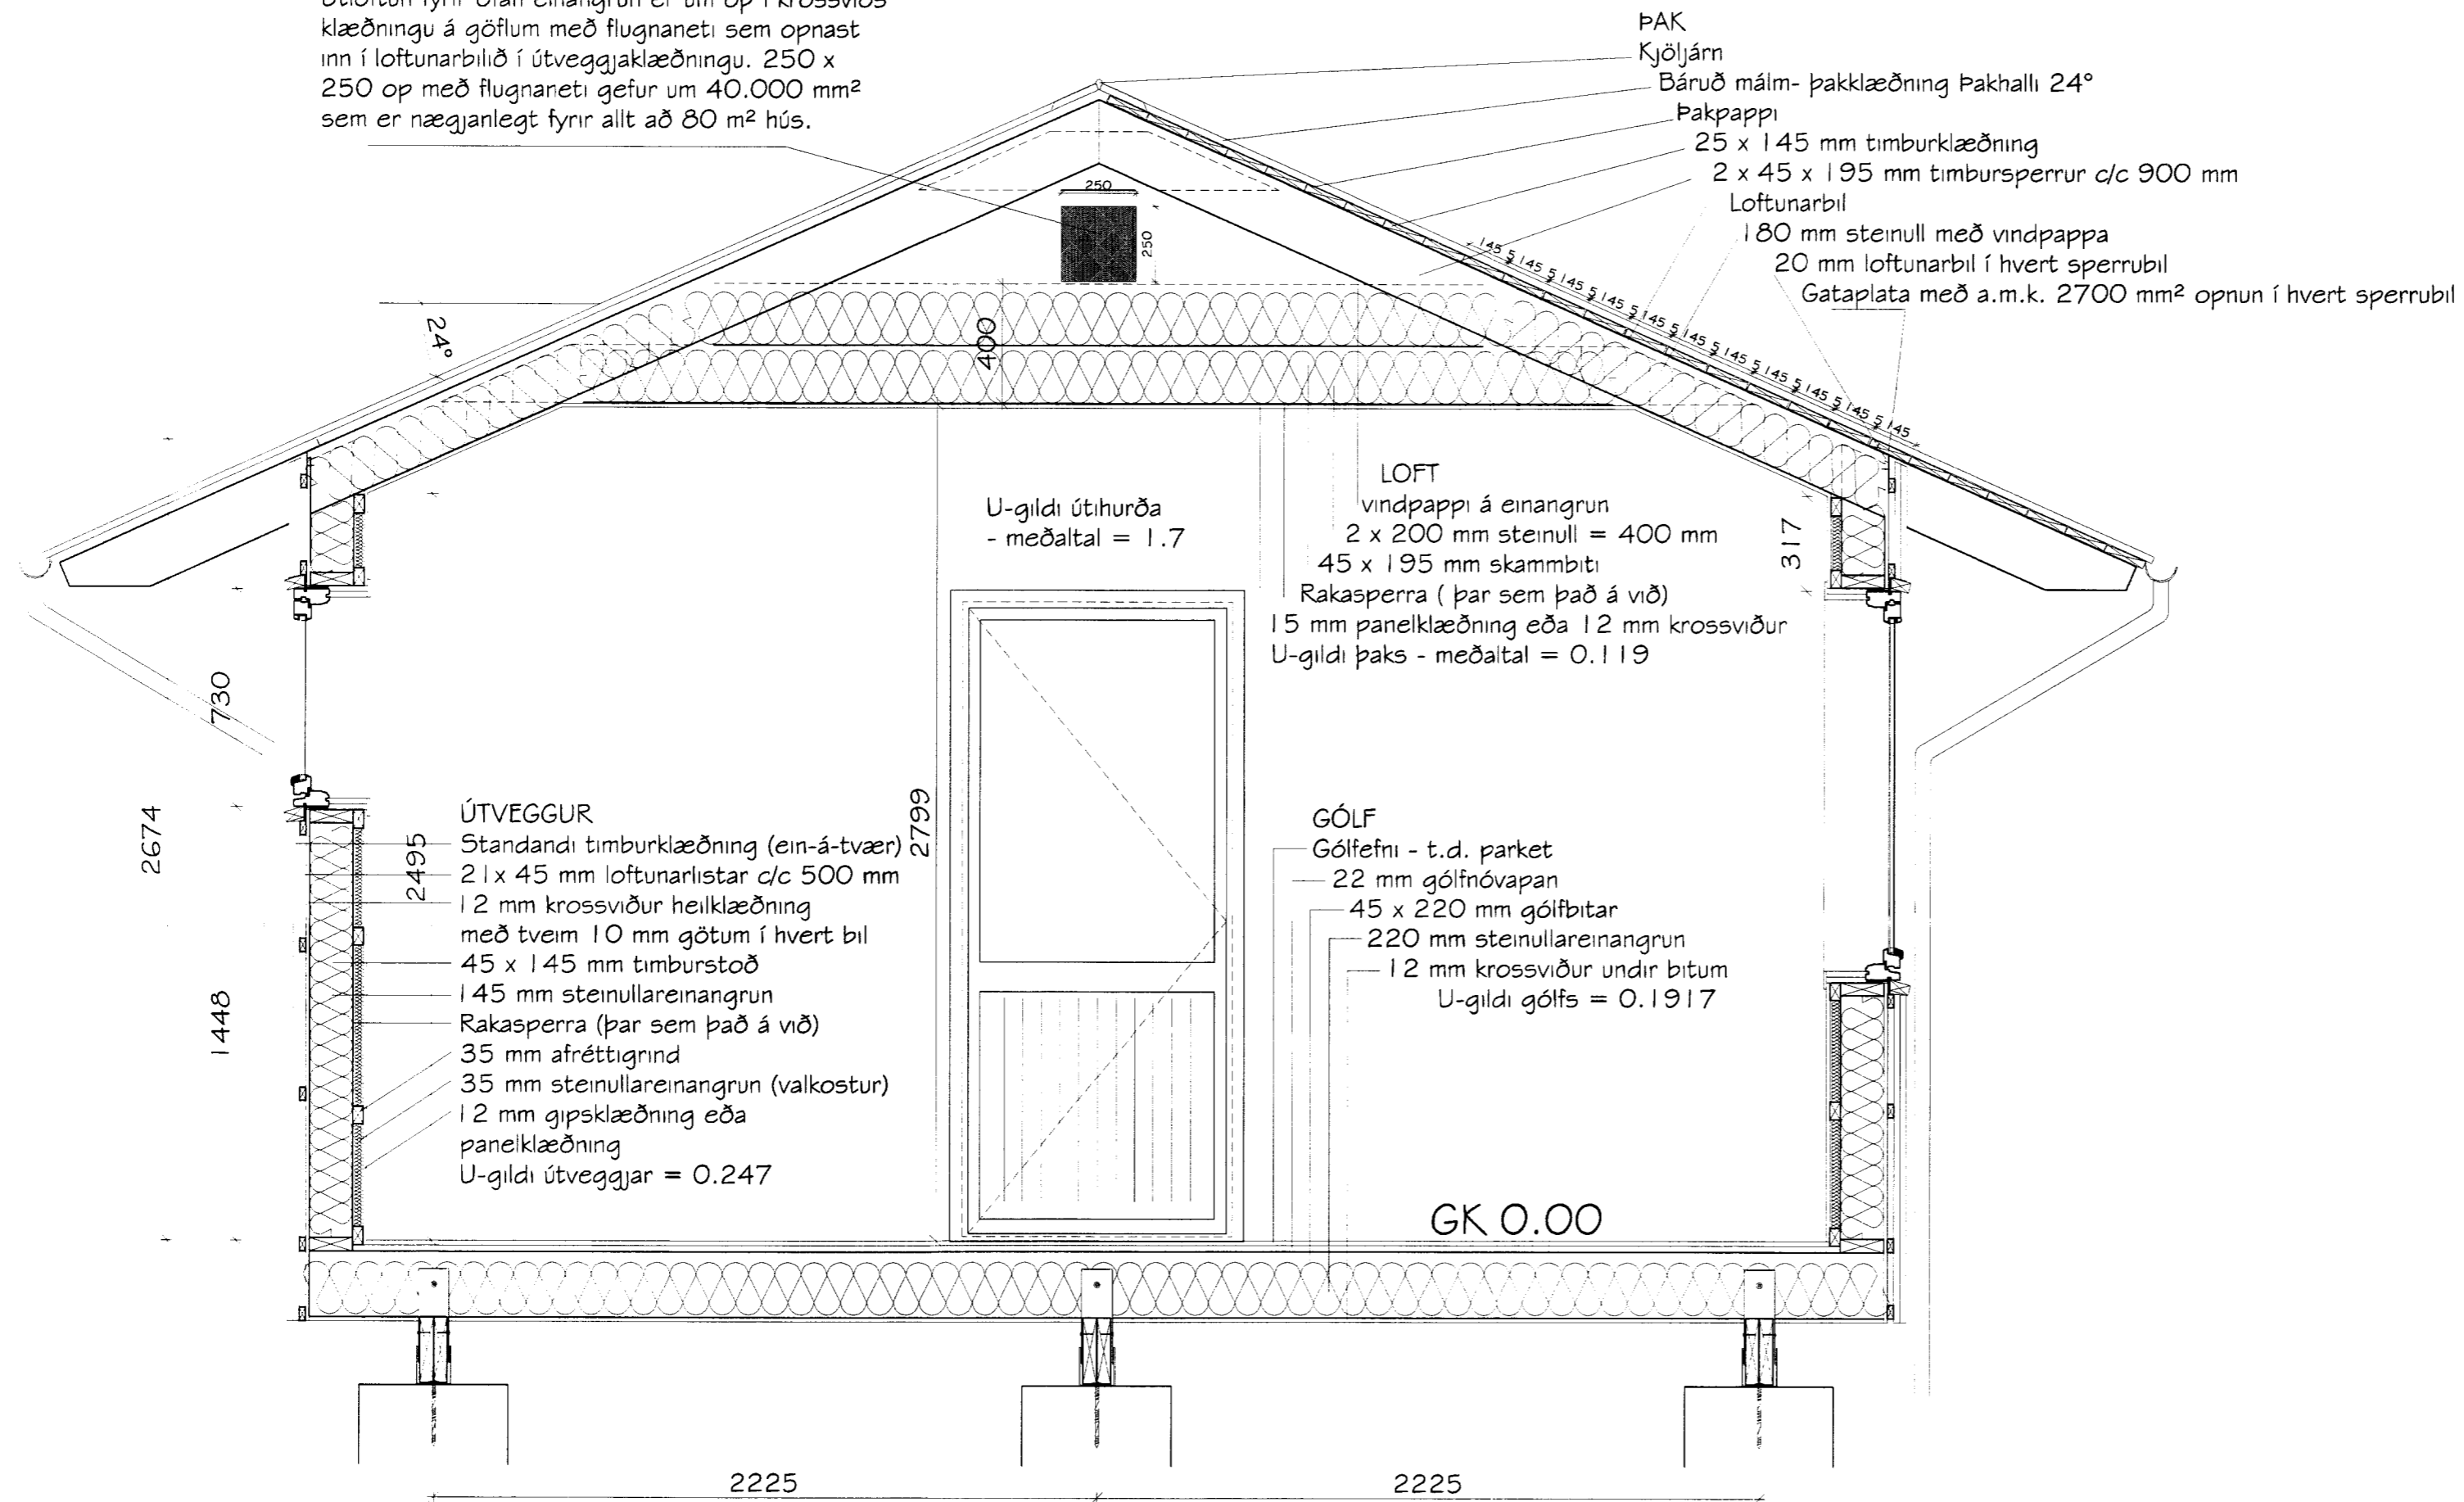 klæðningu á göflum með flugnaneti sem opnast
inn í loftunarbilið í útveggjaklæðningu. 250 x
250 op með flugnaneti gefur um 40.000 mm²
sem er nægjanlegt fyrir allt að 80 m² hús.
ÞAK
Kjöljárn
Báruð málm- þakklæðning Þakhalli 24°
Þakpappi
25 x 145 mm timburklæðning
2 x 45 x 195 mm timbursperrur c/c 900 mm
Loftunarbil
180 mm steinull með vindpappa
20 mm loftunarbil í hvert sperrubil
Gataplata með a.m.k. 2700 mm² opnun í hvert sperrubil
250
250
145 5 145 5 145 5 145 5 145 5 145 5 145 5 145 5 145 5 145 5 145
24°
400
U-gildi útihurða
- meðaltal = 1.7
LOFT
vindpappi á einangrun
2 x 200 mm steinull = 400 mm
45 x 195 mm skammbiti
Rakasperra ( þar sem það á við)
15 mm panelklæðning eða 12 mm krossviður
U-gildi þaks - meðaltal = 0.119
317
730
2674
1448
2495
2799
ÚTVEGGUR
Standandi timburklæðning (ein-á-tvær)
21x 45 mm loftunarlistar c/c 500 mm
12 mm krossviður heilklæðning
með tveim 10 mm götum í hvert bil
45 x 145 mm timburstoð
145 mm steinullareinangrun
Rakasperra (þar sem það á við)
35 mm afréttigrind
35 mm steinullareinangrun (valkostur)
12 mm gipsklæðning eða
panelklæðning
U-gildi útveggjar = 0.247
GÓLF
Gólfefni - t.d. parket
22 mm gólfnóvapan
45 x 220 mm gólfbitar
220 mm steinullareinangrun
12 mm krossviður undir bitum
U-gildi gólfs = 0.1917
GK 0.00
2225
2225